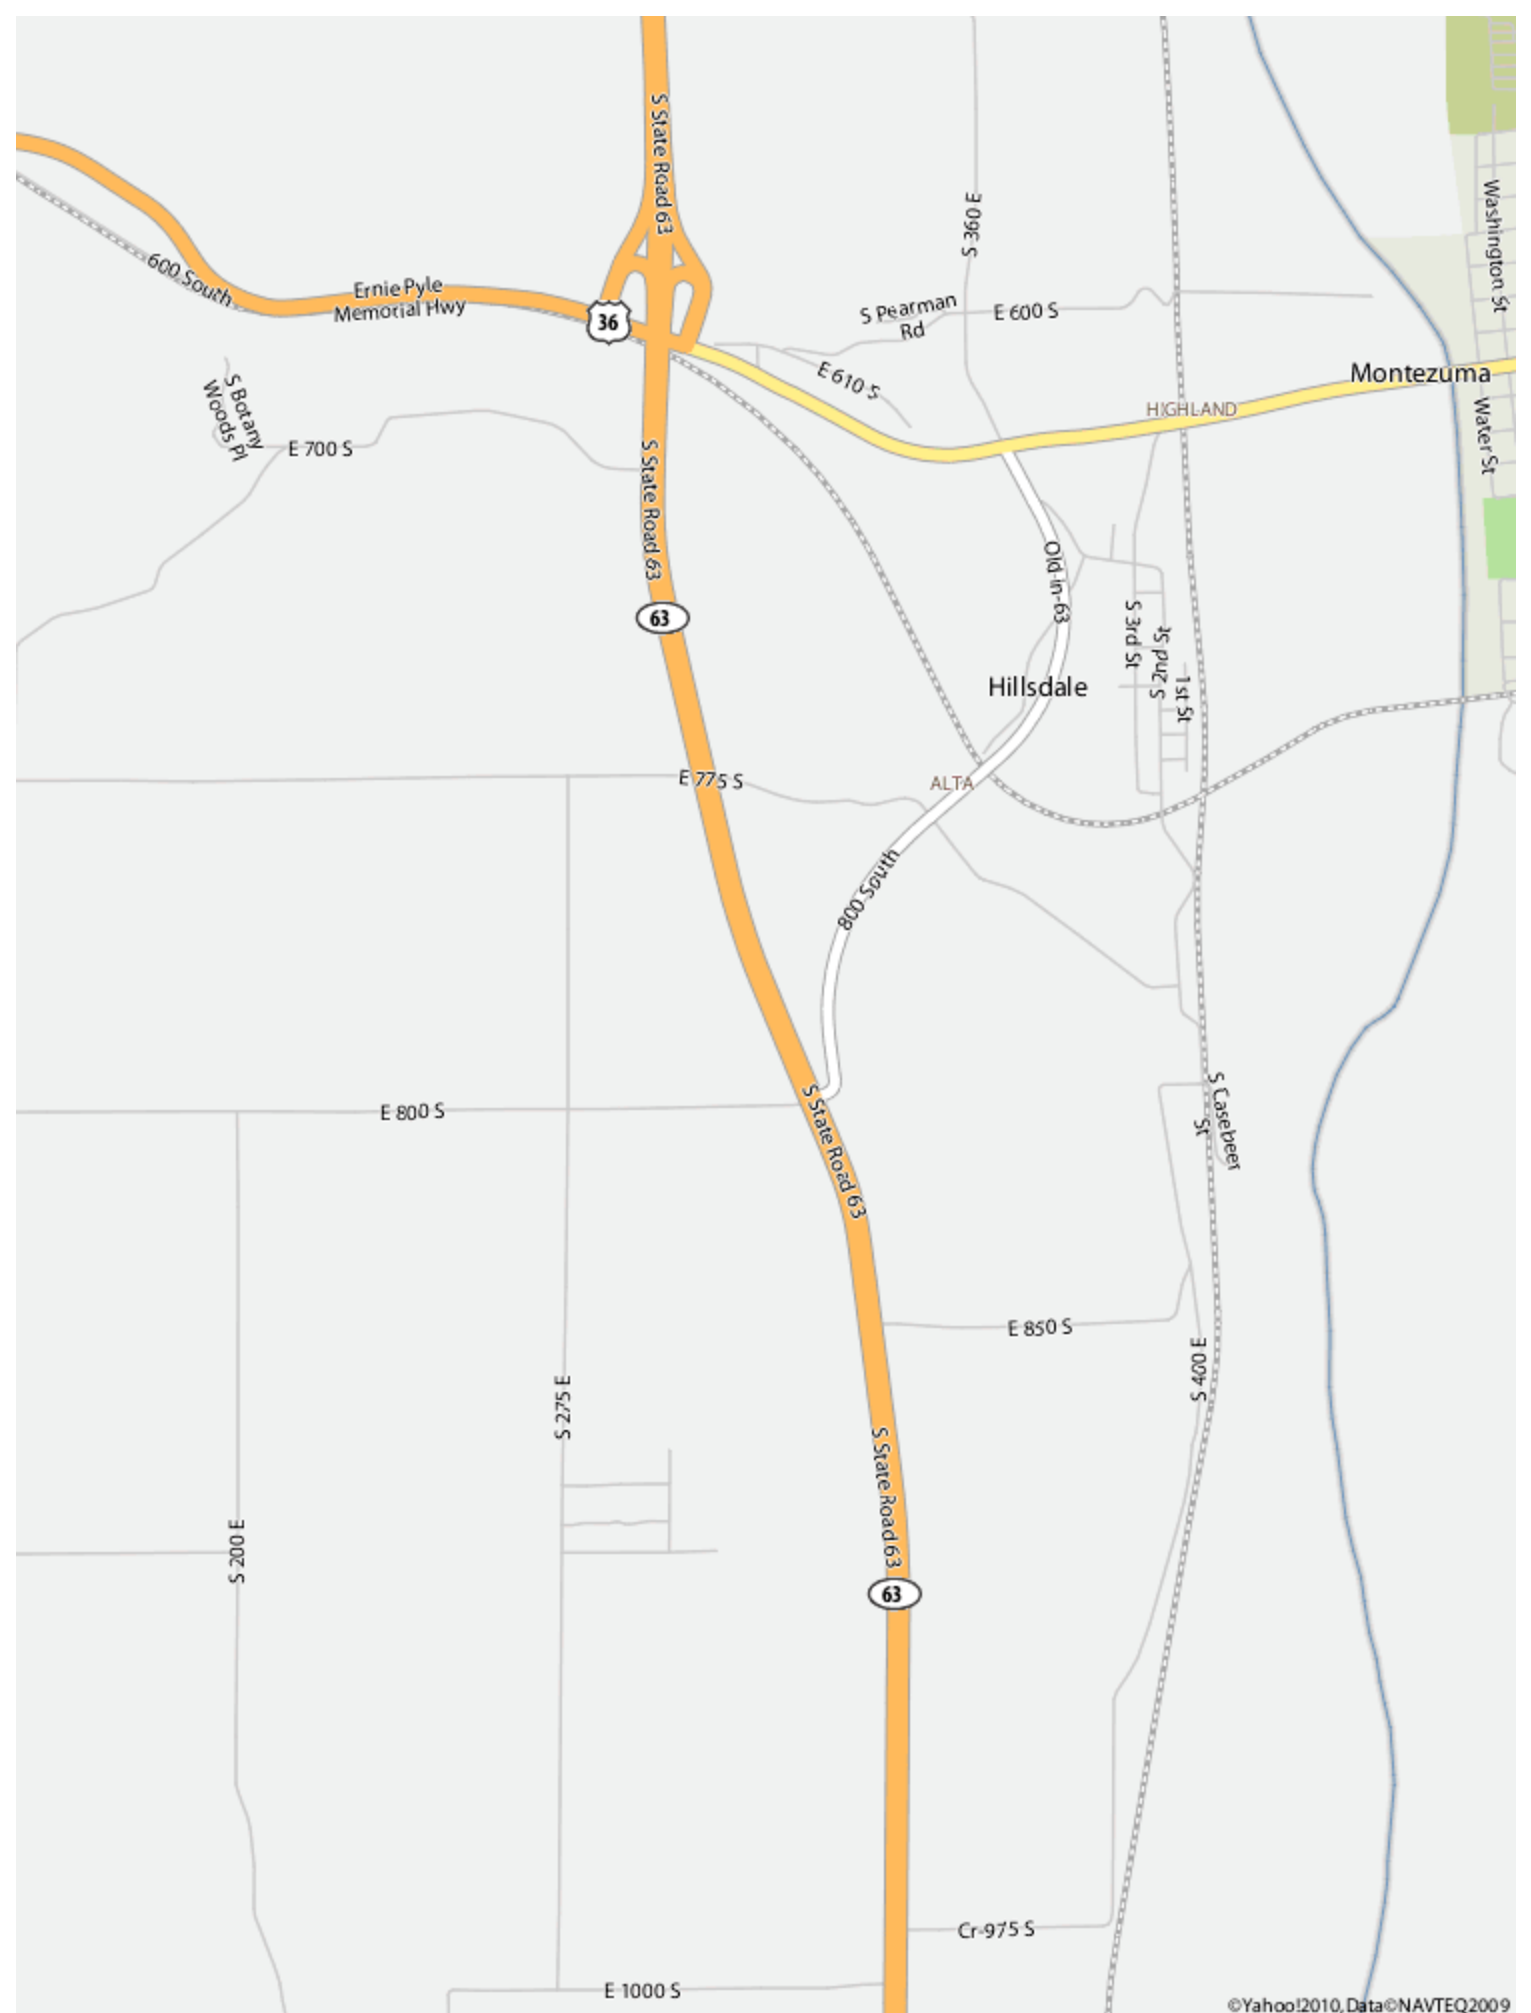 S State Road 63
Washington St
S 360 E
600 South
Ernie Pyle
Memorial Hwy
36
S Pearman
Rd
E 600 S
E 610 S
Montezuma
HIGHLAND
Water St
S Botany
Woods Pl
E 700 S
S State Road 63
Old-In-63
63
S 3rd St
S 2nd St
1st St
Hillsdale
E 775 S
ALTA
800 South
E 800 S
S State Road 63
S Casebeer
St
E 850 S
S 400 E
S 275 E
S State Road 63
S 200 E
63
Cr-975 S
E 1000 S
©Yahoo!2010, Data©NAVTEQ2009